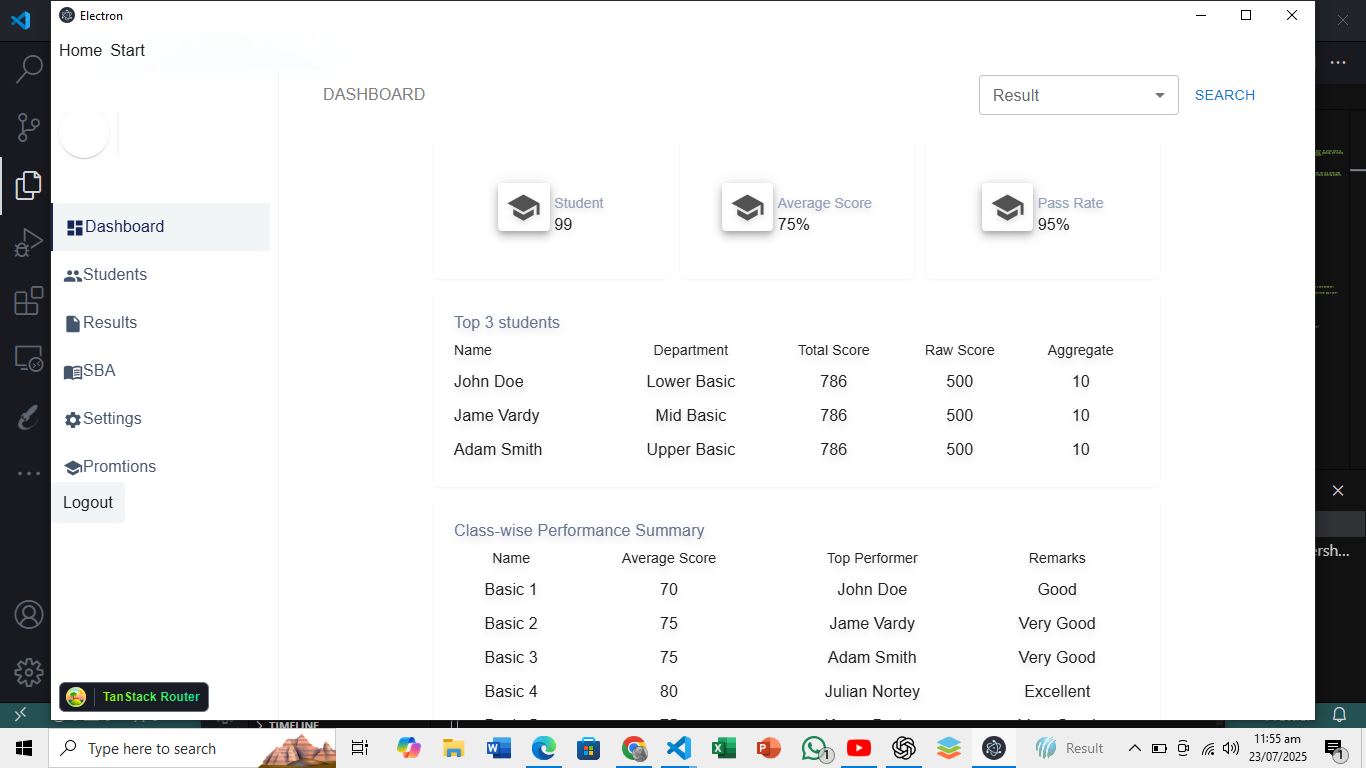 Electron
Home Start
DASHBOARD
Result
SEARCH
Dashboard
Students
Results
SBA
Settings
Promtions
Logout
Student
99
Average Score
75%
Pass Rate
95%
Top 3 students
Name Department Total Score Raw Score Aggregate
John Doe Lower Basic 786 500 10
Jame Vardy Mid Basic 786 500 10
Adam Smith Upper Basic 786 500 10
Class-wise Performance Summary
Name Average Score Top Performer Remarks
Basic 1 70 John Doe Good
Basic 2 75 Jame Vardy Very Good
Basic 3 75 Adam Smith Very Good
Basic 4 80 Julian Nortey Excellent
TanStack Router
ersh...
TIMELINE
Type here to search
1
Result
11:55 am
23/07/2025
1